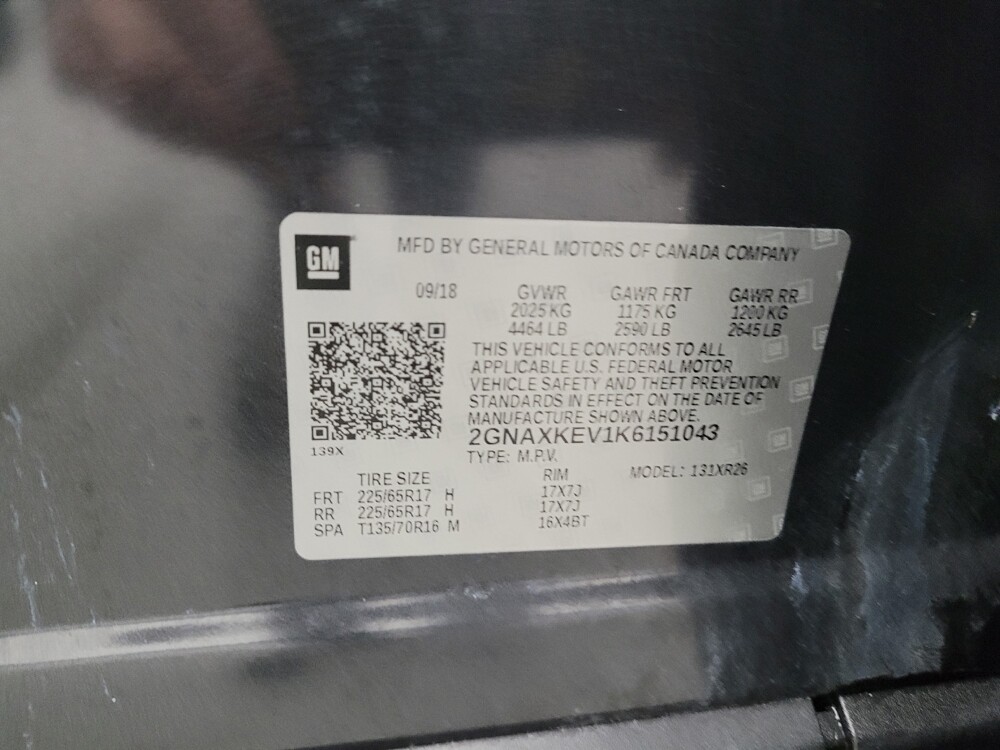 GM
MFD BY GENERAL MOTORS OF CANADA COMPANY
09/18 GVWR GAWR FRT GAWR RR
2025 KG 1175 KG 1200 KG
4464 LB 2590 LB 2645 LB
THIS VEHICLE CONFORMS TO ALL
APPLICABLE U.S. FEDERAL MOTOR
VEHICLE SAFETY AND THEFT PREVENTION
STANDARDS IN EFFECT ON THE DATE OF
MANUFACTURE SHOWN ABOVE.
2GNAXKEV1K6151043
139X
TYPE: M.P.V.
TIRE SIZE RIM MODEL: 131XR26
FRT 225/65R17 H 17X7J
RR 225/65R17 H 17X7J
SPA T135/70R16 M 16X4BT